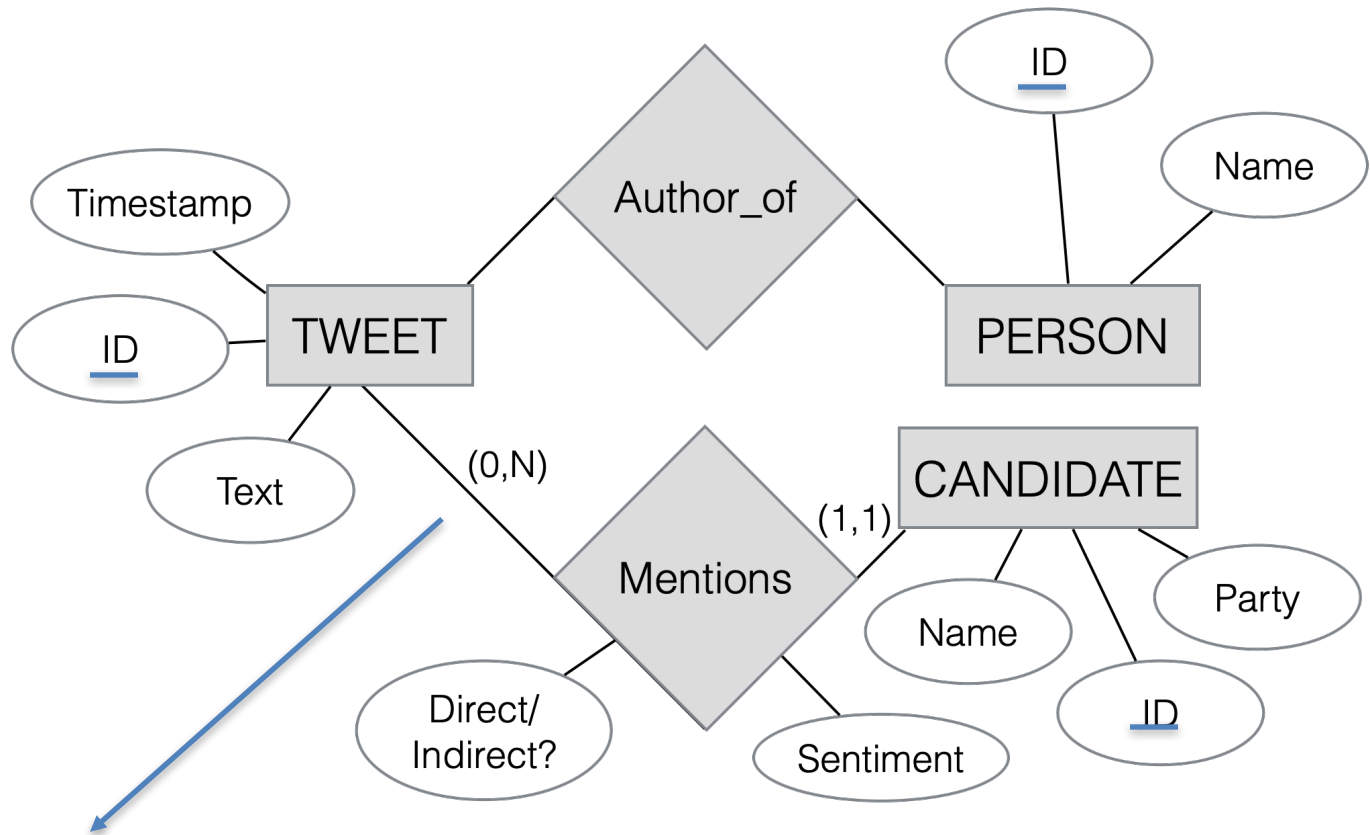 ID
Name
Author_of
Timestamp
TWEET
PERSON
ID
(0,N)
CANDIDATE
Text
(1,1)
Mentions
Party
Name
Direct/
Indirect?
ID
Sentiment